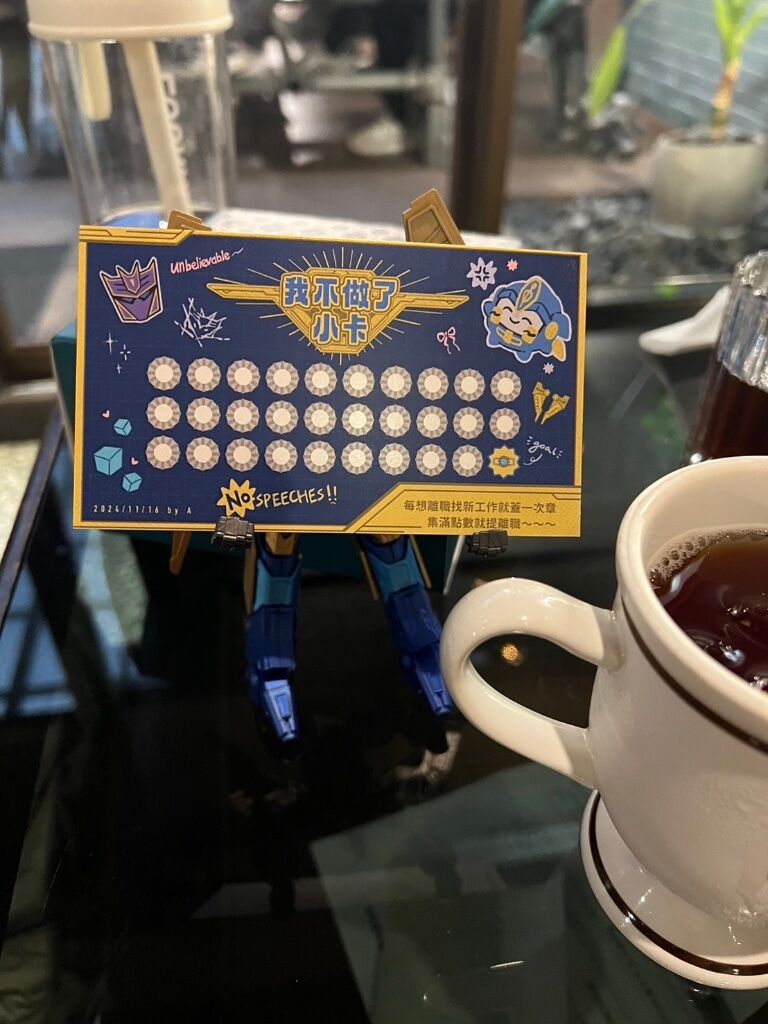 unbelievable~
我不做了
小卡
goal
NO SPEECHES!!
2024/11/16 by A
每想離職找新工作就蓋一次章
集滿點數就提離職~~~